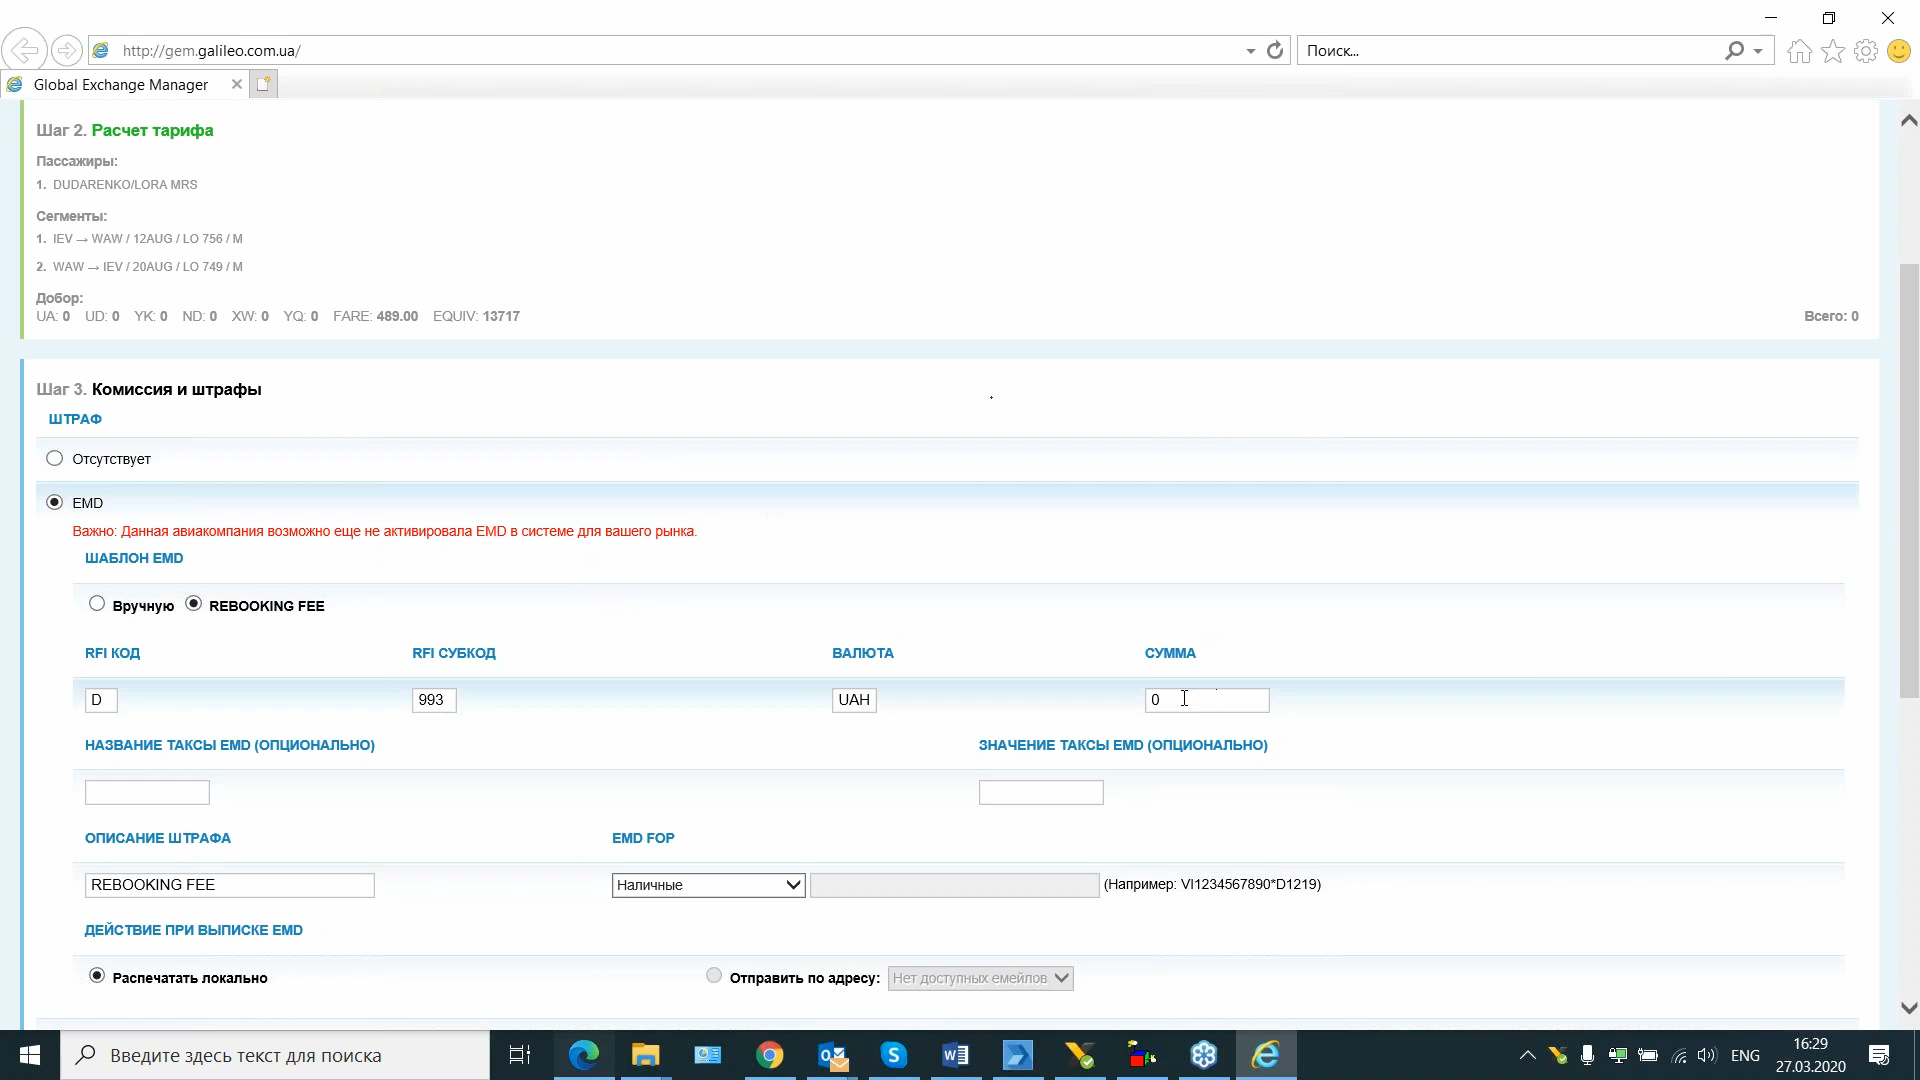 http://gem.galileo.com.ua/
Поиск...
Global Exchange Manager
Шаг 2. Расчет тарифа
Пассажиры:
1. DUDARENKO/LORA MRS
Сегменты:
1. IEV → WAW / 12AUG / LO 756 / M
2. WAW → IEV / 20AUG / LO 749 / M
Добор:
UA: 0 UD: 0 YK: 0 ND: 0 XW: 0 YQ: 0 FARE: 489.00 EQUIV: 13717 Всего: 0
Шаг 3. Комиссия и штрафы
ШТРАФ
Отсутствует
EMD
Важно: Данная авиакомпания возможно еще не активировала EMD в системе для вашего рынка.
ШАБЛОН EMD
Вручную REBOOKING FEE
RFI КОД RFI СУБКОД ВАЛЮТА СУММА
D 993 UAH 0
НАЗВАНИЕ ТАКСЫ EMD (ОПЦИОНАЛЬНО) ЗНАЧЕНИЕ ТАКСЫ EMD (ОПЦИОНАЛЬНО)
ОПИСАНИЕ ШТРАФА EMD FOP
REBOOKING FEE Наличные (Например: VI1234567890*D1219)
ДЕЙСТВИЕ ПРИ ВЫПИСКЕ EMD
Распечатать локально Отправить по адресу: Нет доступных емейлов
Введите здесь текст для поиска
ENG
16:29
27.03.2020